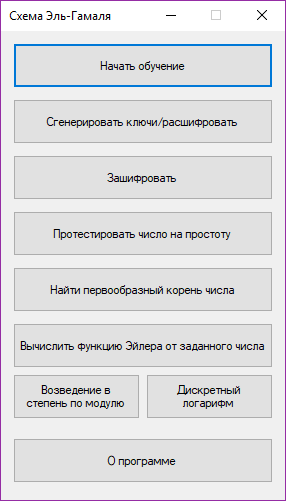 Схема Эль-Гамаля
Начать обучение
Сгенерировать ключи/расшифровать
Зашифровать
Протестировать число на простоту
Найти первообразный корень числа
Вычислить функцию Эйлера от заданного числа
Возведение в
степень по модулю
Дискретный
логарифм
О программе